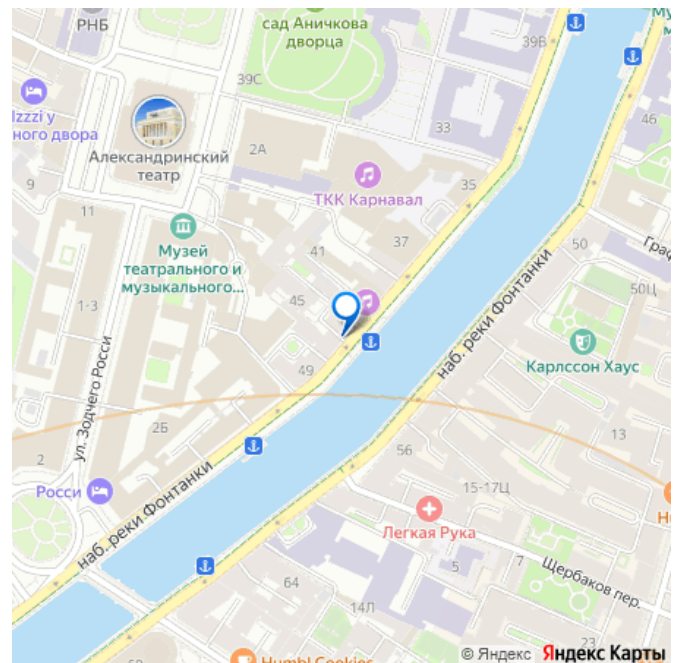 РНБ
сад Аничкова
дворца
39В
39С
Izzzi у
ного двора
Александринский
театр
2А
33
46
9
11
ТКК Карнавал
35
Музей
театрального и
музыкального...
41
37
50
Граф
1-3
45
50Ц
Карлссон Хаус
наб. реки Фонтанки
ул. Зодчего Росси
49
2Б
13
56
2
Росси
15-17Ц
Легкая Рука
наб. реки Фонтанки
5
7
Щербаков пер.
64
14Л
23
Humbl Cookies
© Яндекс Яндекс Карты